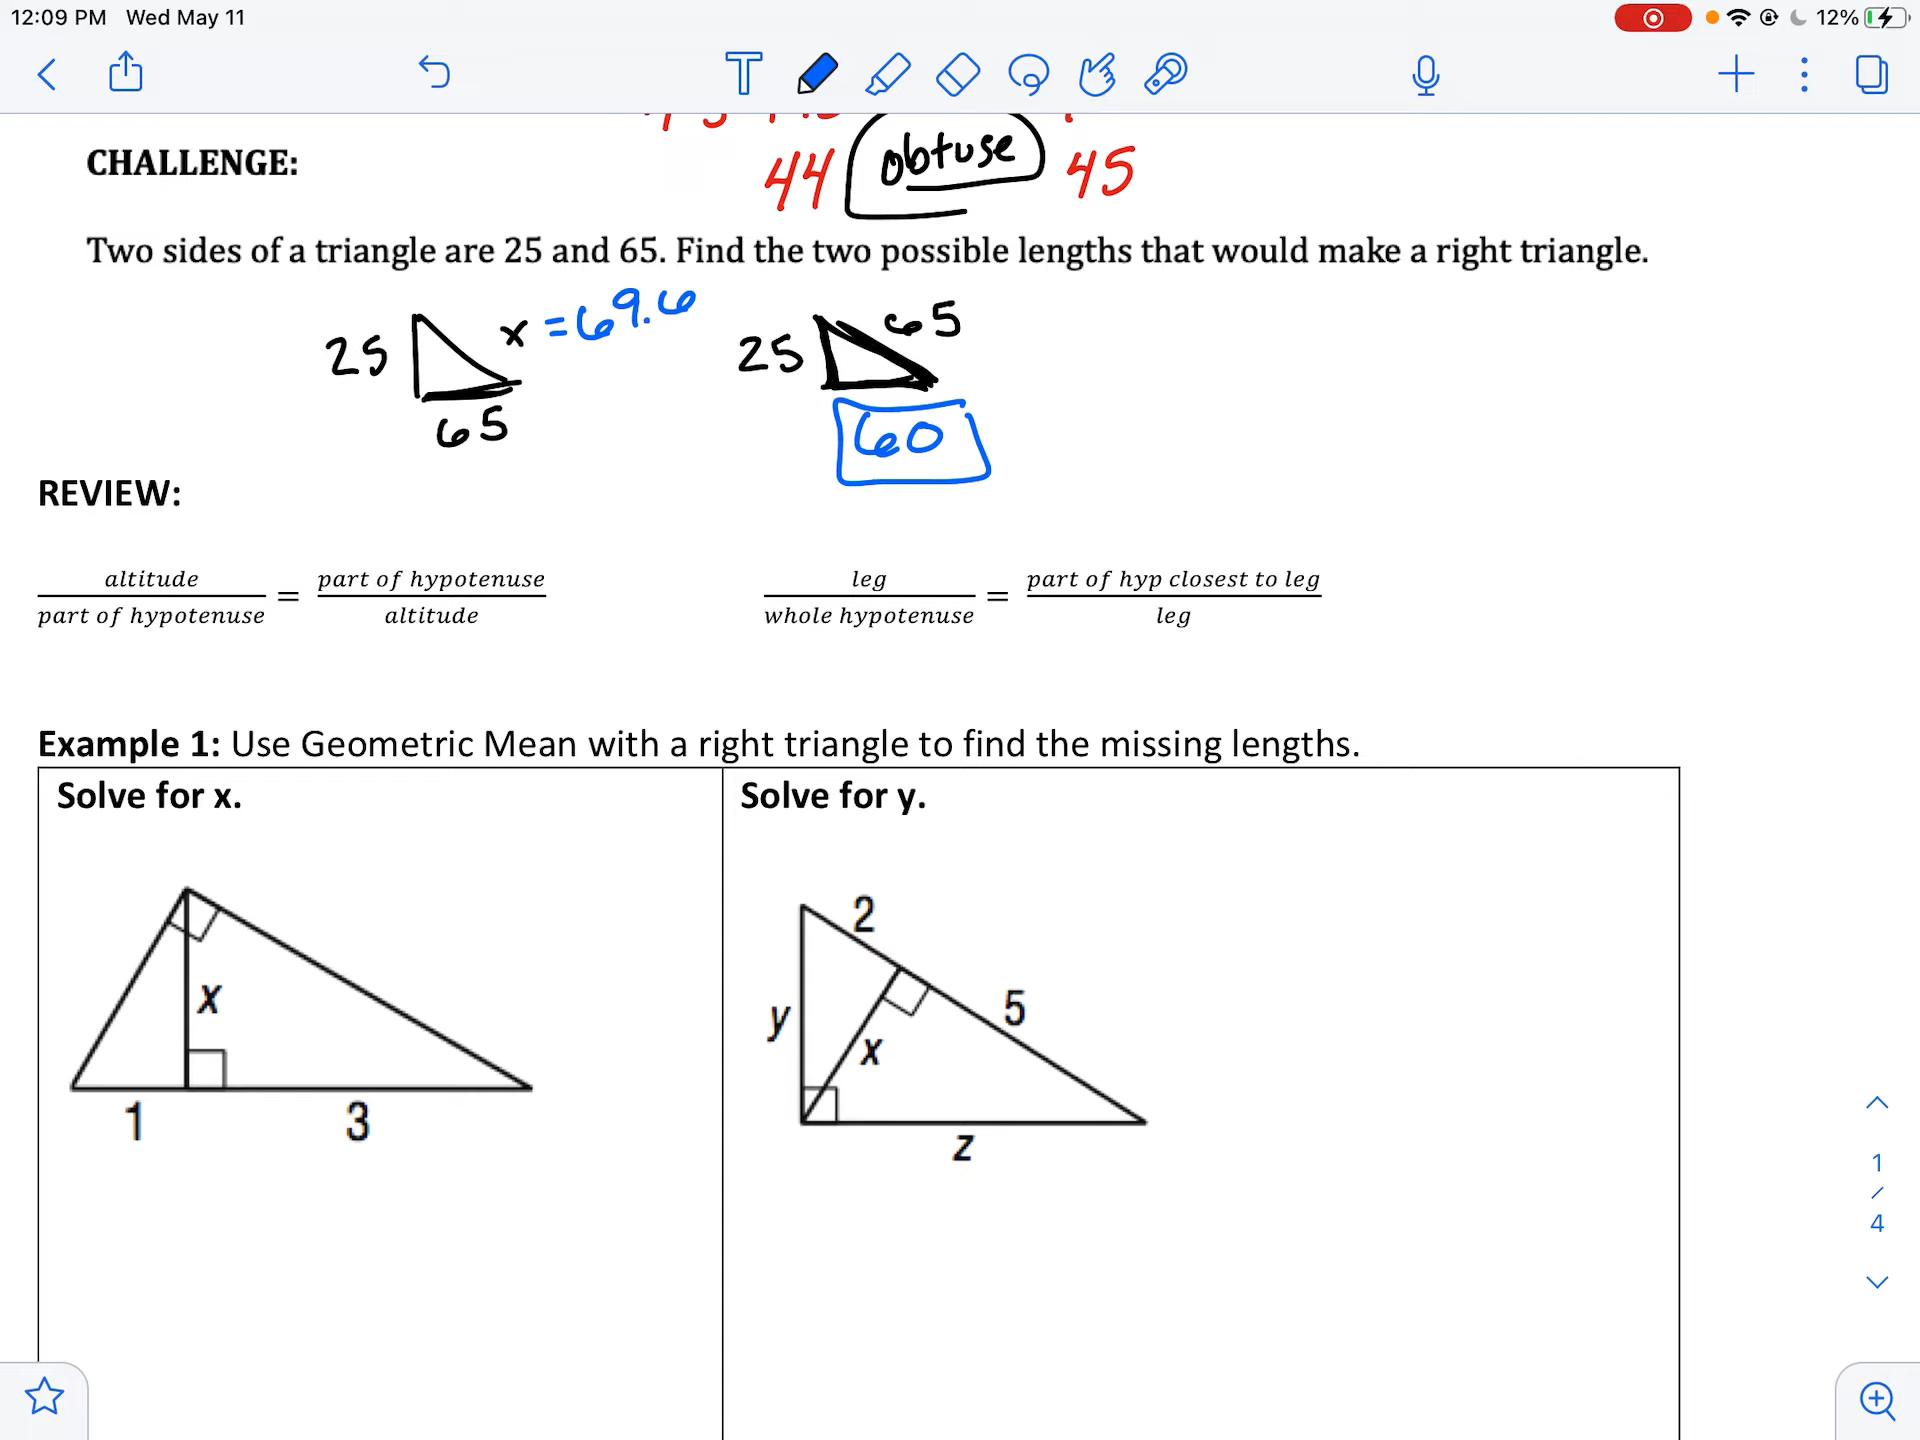 12:09 PM Wed May 11
12%
T
CHALLENGE:
44 obtuse 45
Two sides of a triangle are 25 and 65. Find the two possible lengths that would make a right triangle.
25 x = 69.6 25 65
65 60
REVIEW:
altitude / part of hypotenuse = part of hypotenuse / altitude
leg / whole hypotenuse = part of hyp closest to leg / leg
Example 1: Use Geometric Mean with a right triangle to find the missing lengths.
Solve for x.
x
1 3
Solve for y.
2
5
y
x
z
1
/
4